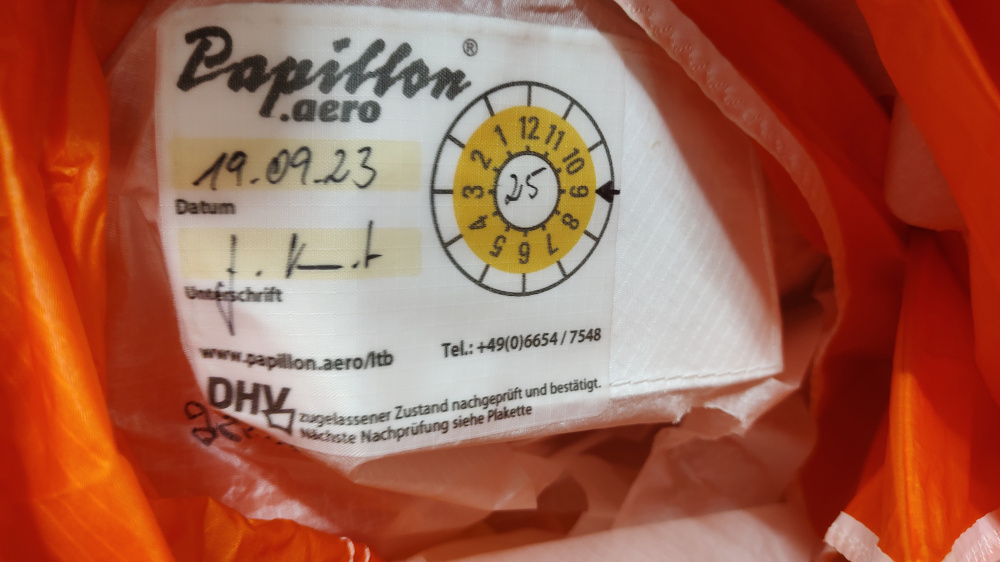 Papillon®
.aero
19.09.23
Datum
Unterschrift
12
11
10
9
8
7
6
5
4
3
2
1
25
www.papillon.aero/ltb
Tel.: +49(0)6654 / 7548
DHV
zugelassener Zustand nachgeprüft und bestätigt.
Nächste Nachprüfung siehe Plakette